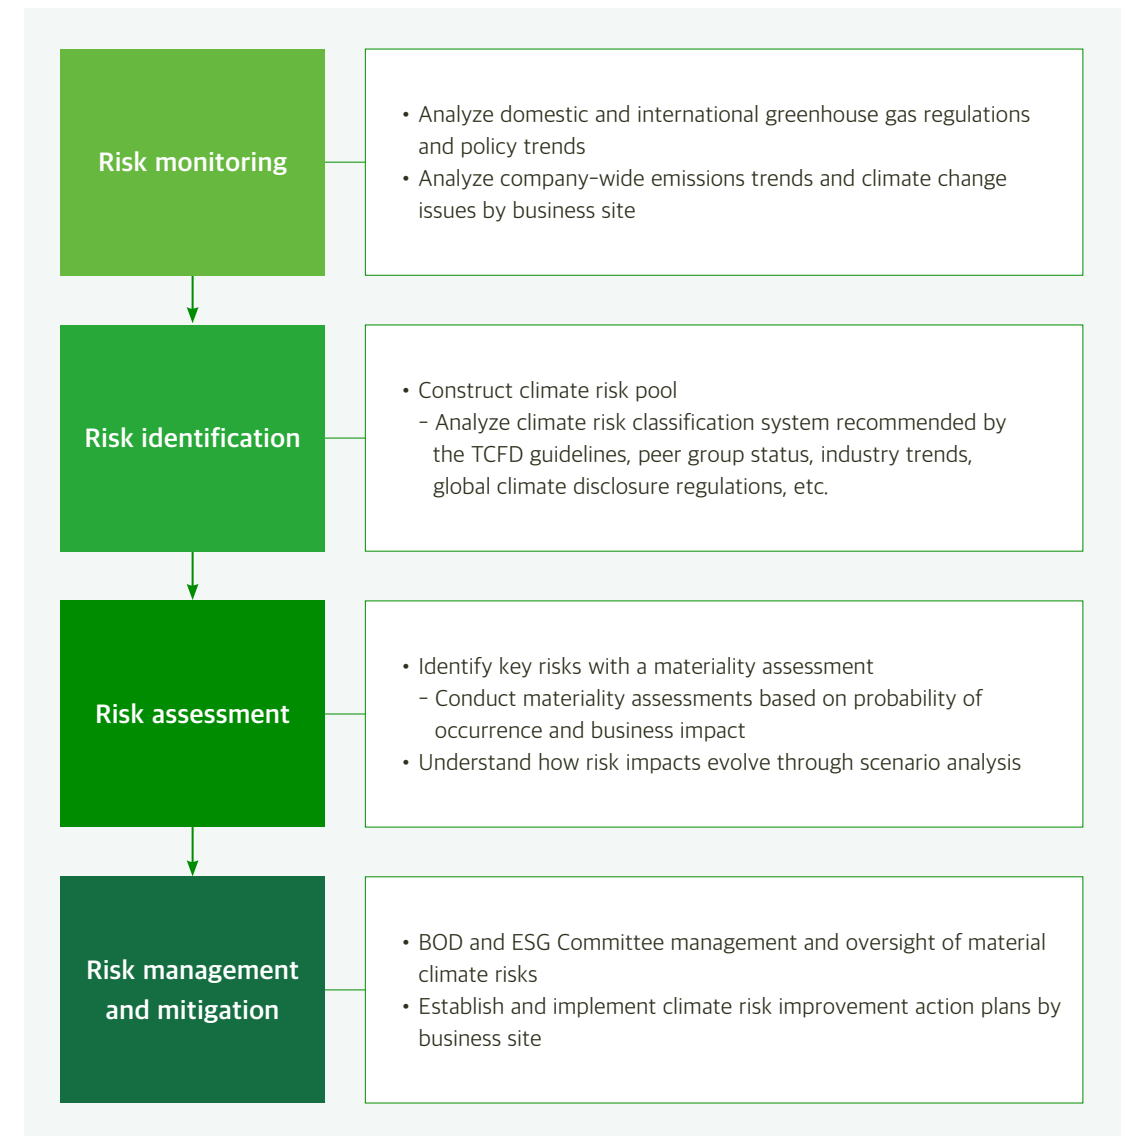 Risk monitoring
• Analyze domestic and international greenhouse gas regulations
and policy trends
• Analyze company-wide emissions trends and climate change
issues by business site
Risk identification
• Construct climate risk pool
- Analyze climate risk classification system recommended by
the TCFD guidelines, peer group status, industry trends,
global climate disclosure regulations, etc.
Risk assessment
• Identify key risks with a materiality assessment
- Conduct materiality assessments based on probability of
occurrence and business impact
• Understand how risk impacts evolve through scenario analysis
Risk management
and mitigation
• BOD and ESG Committee management and oversight of material
climate risks
• Establish and implement climate risk improvement action plans by
business site